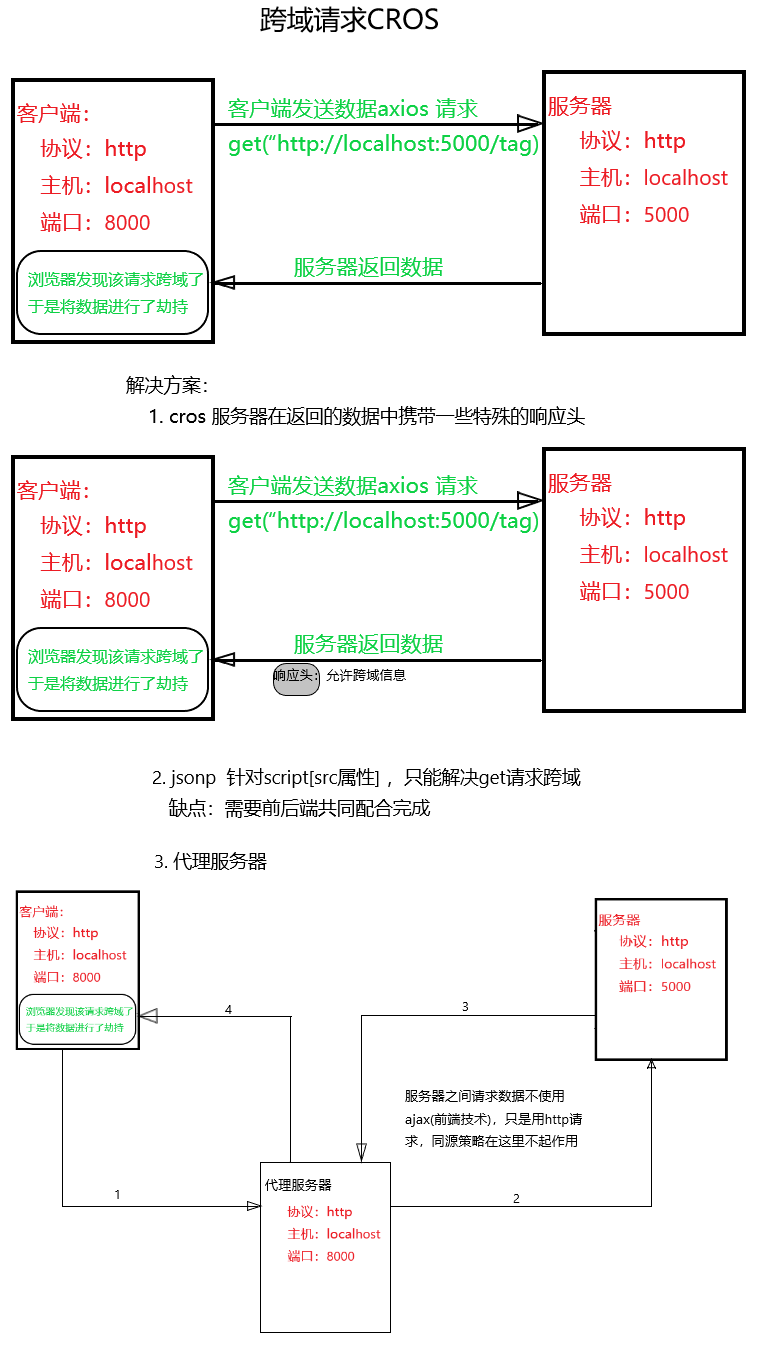 跨域请求CROS
客户端：
协议：http
主机：localhost
端口：8000
浏览器发现该请求跨域了
于是将数据进行了劫持
客户端发送数据axios 请求
get(“http://localhost:5000/tag)
服务器返回数据
服务器
协议：http
主机：localhost
端口：5000
解决方案：
1. cros 服务器在返回的数据中携带一些特殊的响应头
客户端：
协议：http
主机：localhost
端口：8000
浏览器发现该请求跨域了
于是将数据进行了劫持
客户端发送数据axios 请求
get(“http://localhost:5000/tag)
服务器返回数据
响应头：允许跨域信息
服务器
协议：http
主机：localhost
端口：5000
2. jsonp 针对script[src属性] ，只能解决get请求跨域
缺点：需要前后端共同配合完成
3. 代理服务器
客户端：
协议：http
主机：localhost
端口：8000
浏览器发现该请求跨域了
于是将数据进行了劫持
服务器
协议：http
主机：localhost
端口：5000
4
3
服务器之间请求数据不使用
ajax(前端技术)，只是用http请
求，同源策略在这里不起作用
1
2
代理服务器
协议：http
主机：localhost
端口：8000